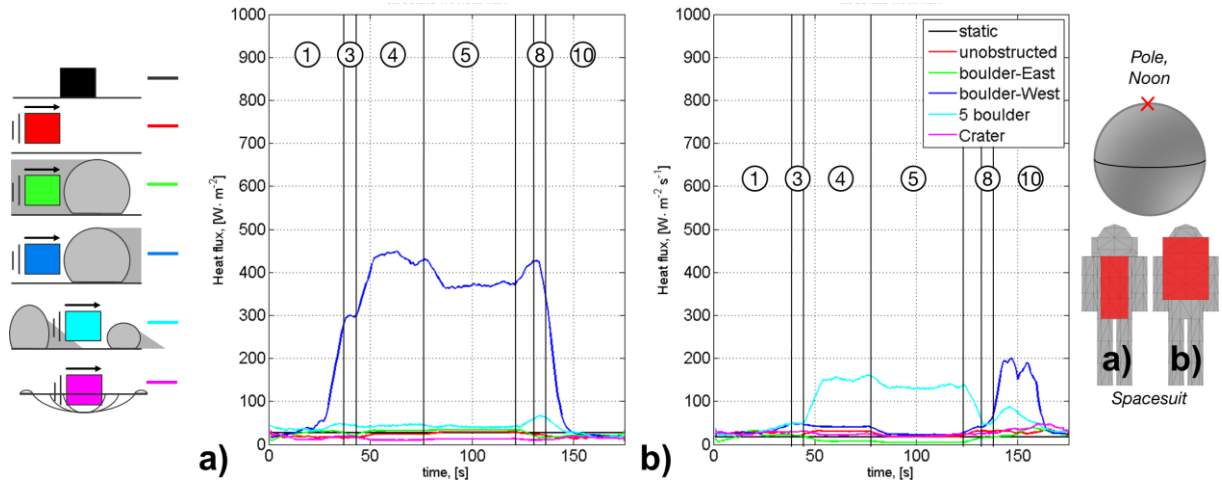 1000
900
800
700
600
500
400
300
200
100
0
Heat flux, [W· m⁻²]
1 3 4 5 8 10
0 50 100 150
time, [s]
a)
1000
900
800
700
600
500
400
300
200
100
0
Heat flux, [W· m⁻² s⁻¹]
static
unobstructed
boulder-East
boulder-West
5 boulder
Crater
1 3 4 5 8 10
0 50 100 150
time, [s]
b)
Pole,
Noon
a) b)
Spacesuit